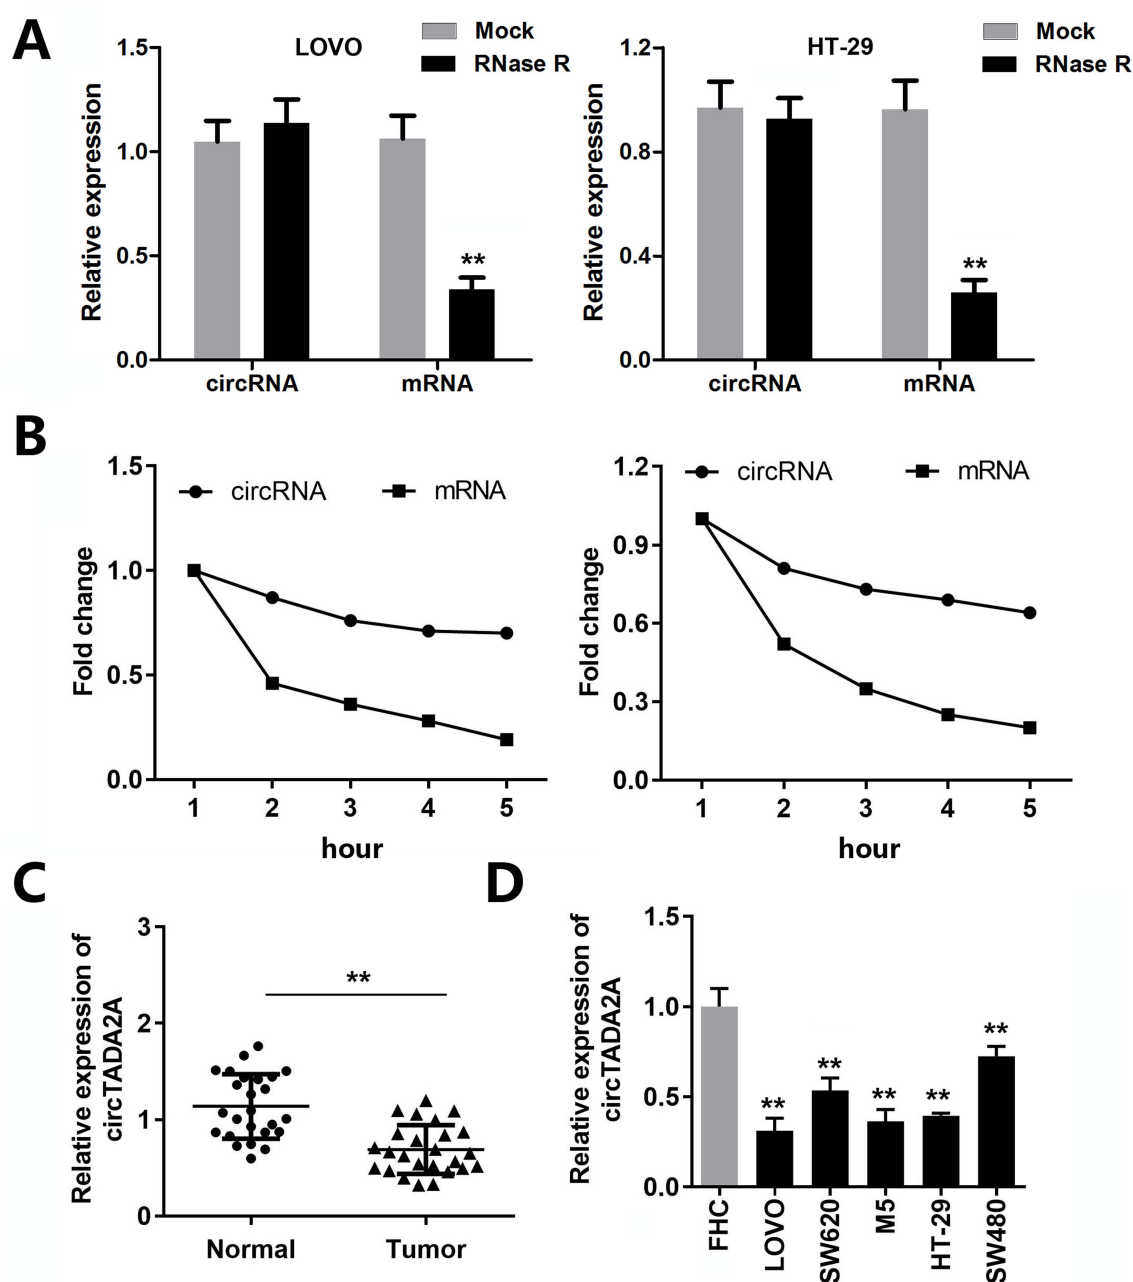 A
LOVO
Mock
RNase R
Relative expression
1.5
1.0
0.5
0.0
**
circRNA
mRNA
HT-29
Mock
RNase R
Relative expression
1.2
0.8
0.4
0.0
**
circRNA
mRNA
B
circRNA
mRNA
Fold change
1.5
1.0
0.5
0.0
1 2 3 4 5
hour
circRNA
mRNA
Fold change
1.2
0.9
0.6
0.3
0.0
1 2 3 4 5
hour
C
Relative expression of
circTADA2A
3
2
1
0
**
Normal
Tumor
D
Relative expression of
circTADA2A
1.5
1.0
0.5
0.0
**
**
**
**
**
FHC
LOVO
SW620
M5
HT-29
SW480